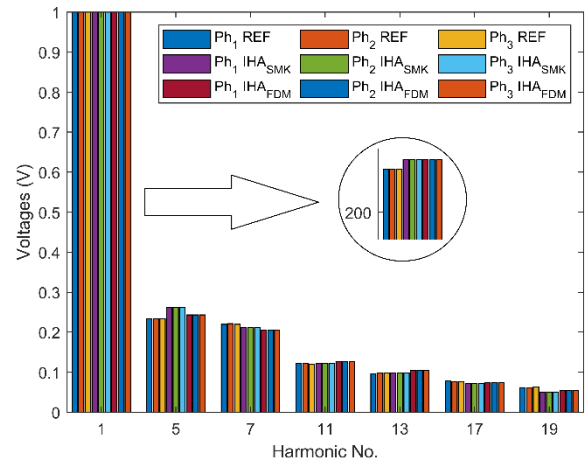 Ph1 REF Ph2 REF Ph3 REF
Ph1 IHASMK Ph2 IHASMK Ph3 IHASMK
Ph1 IHAFDM Ph2 IHAFDM Ph3 IHAFDM
1
0.9
0.8
0.7
0.6
0.5
0.4
0.3
0.2
0.1
0
Voltages (V)
200
1 5 7 11 13 17 19
Harmonic No.